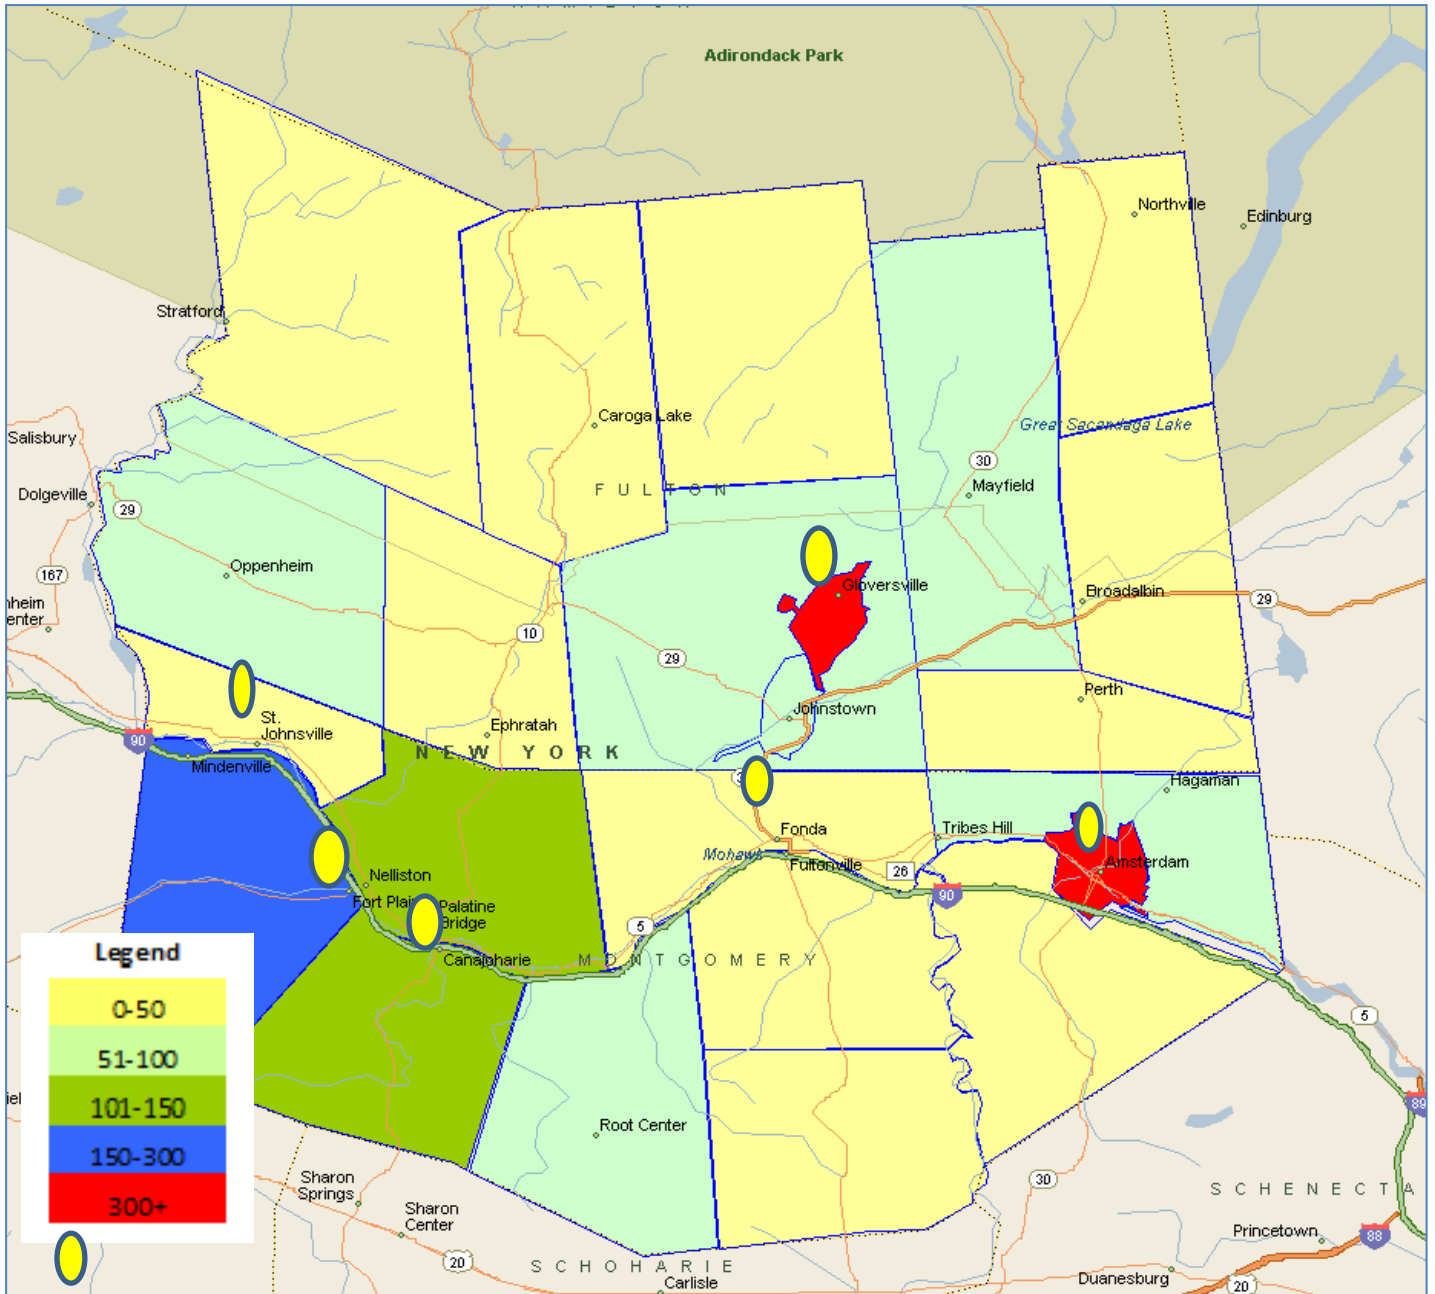 Adirondack Park
Northville
Edinburg
Stratford
Caroga Lake
Great Sacandaga Lake
Salisbury
30
Mayfield
FULTON
Dolgeville
29
Oppenheim
167
Gloversville
Broadalbin
29
10
29
Perth
Johnstown
St.
Johnsville
Ephratah
NEW YORK
90
Mindenville
Hagaman
Fonda
Tribes Hill
Mohawk
Fultonville
Amsterdam
26
90
Nelliston
Fort Plain
Palatine
Bridge
5
Canajoharie
MONTGOMERY
Legend
0-50
51-100
101-150
150-300
300+
5
89
Root Center
Sharon
Springs
30
SCHENECTA
Sharon
Center
Princetown
88
20
SCHOHARIE
Carlisle
Duanesburg
20